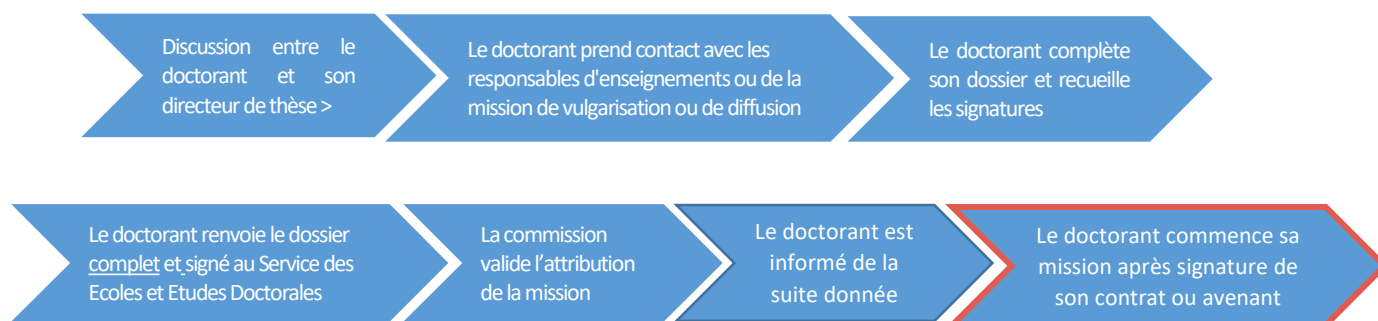 Discussion entre le
doctorant et son
directeur de thèse >
Le doctorant prend contact avec les
responsables d'enseignements ou de la
mission de vulgarisation ou de diffusion
Le doctorant complète
son dossier et recueille
les signatures
Le doctorant renvoie le dossier
complet et signé au Service des
Ecoles et Etudes Doctorales
La commission
valide l’attribution
de la mission
Le doctorant est
informé de la
suite donnée
Le doctorant commence sa
mission après signature de
son contrat ou avenant